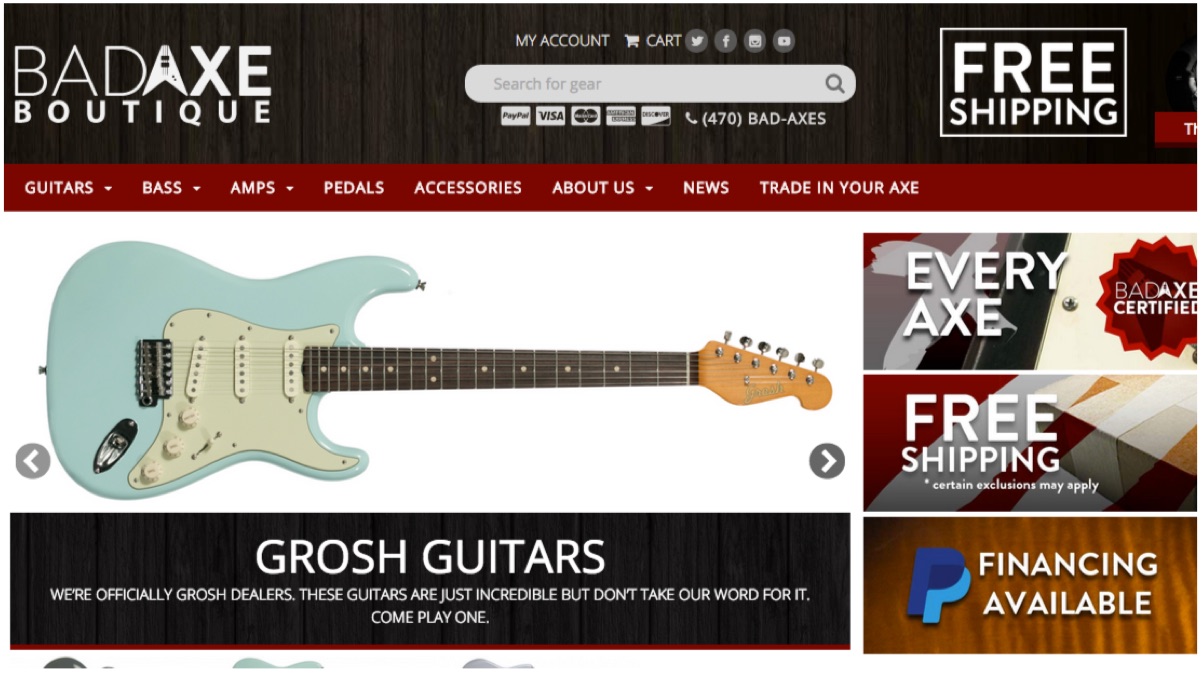 BADAXE
BOUTIQUE
MY ACCOUNT CART
Search for gear
PayPal VISA MasterCard AMERICAN EXPRESS DISCOVER (470) BAD-AXES
FREE
SHIPPING
GUITARS BASS AMPS PEDALS ACCESSORIES ABOUT US NEWS TRADE IN YOUR AXE
EVERY
AXE
BADAXE
CERTIFIED
FREE
SHIPPING
* certain exclusions may apply
FINANCING
AVAILABLE
GROSH GUITARS
WE'RE OFFICIALLY GROSH DEALERS. THESE GUITARS ARE JUST INCREDIBLE BUT DON'T TAKE OUR WORD FOR IT.
COME PLAY ONE.